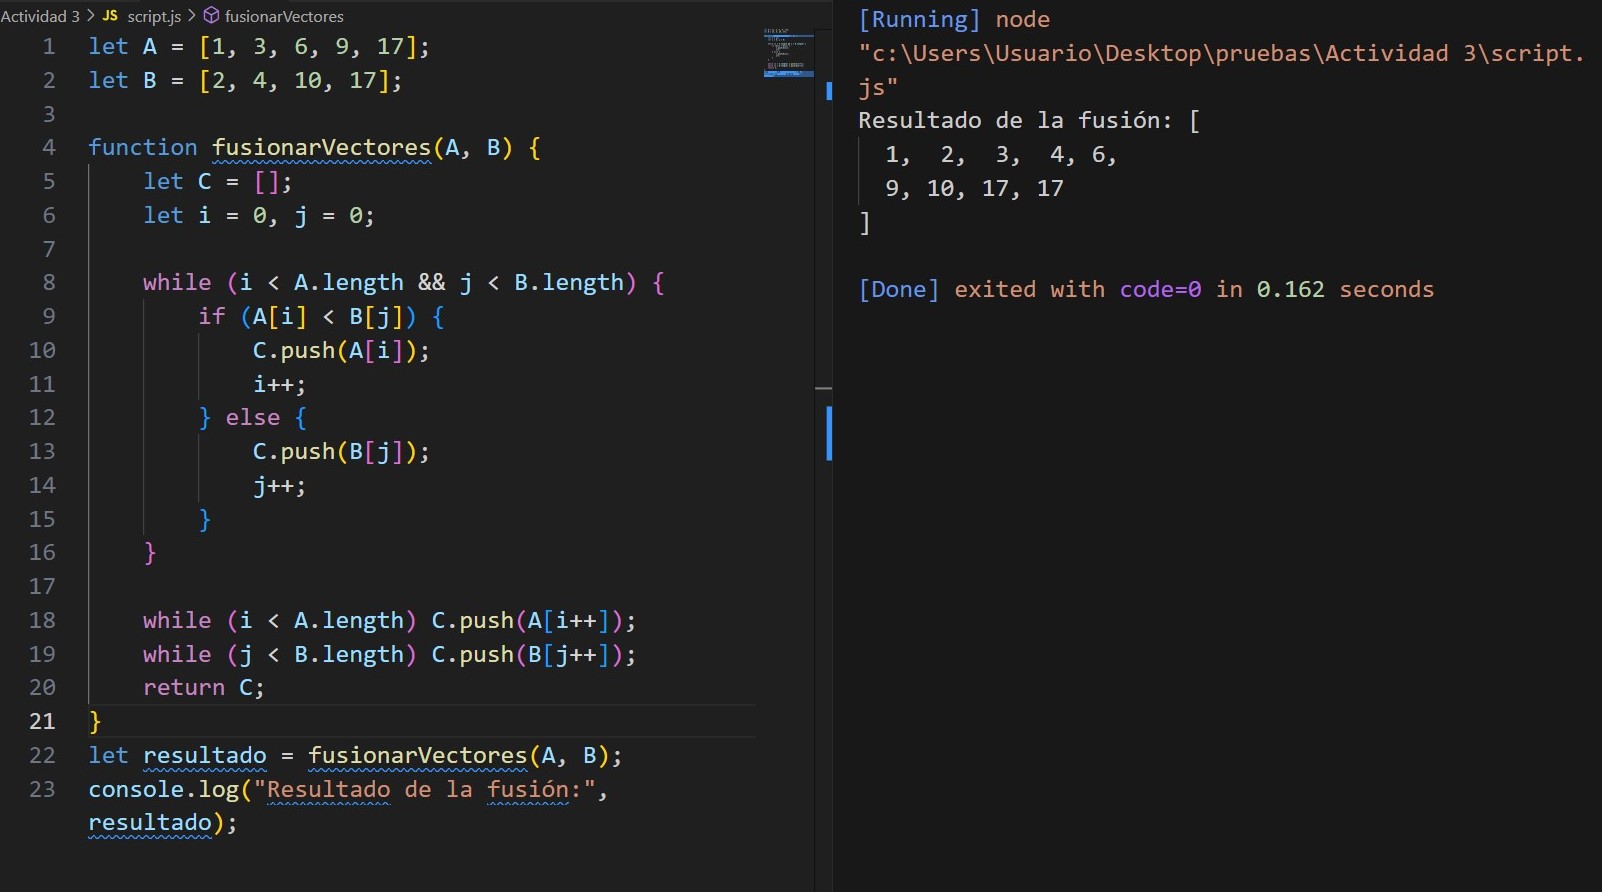 Actividad 3 > JS script.js > fusionarVectores
1 let A = [1, 3, 6, 9, 17];
2 let B = [2, 4, 10, 17];
3
4 function fusionarVectores(A, B) {
5 let C = [];
6 let i = 0, j = 0;
7
8 while (i < A.length && j < B.length) {
9 if (A[i] < B[j]) {
10 C.push(A[i]);
11 i++;
12 } else {
13 C.push(B[j]);
14 j++;
15 }
16 }
17
18 while (i < A.length) C.push(A[i++]);
19 while (j < B.length) C.push(B[j++]);
20 return C;
21 }
22 let resultado = fusionarVectores(A, B);
23 console.log("Resultado de la fusión:",
resultado);
[Running] node
"c:\Users\Usuario\Desktop\pruebas\Actividad 3\script.
js"
Resultado de la fusión: [
1, 2, 3, 4, 6,
9, 10, 17, 17
]
[Done] exited with code=0 in 0.162 seconds